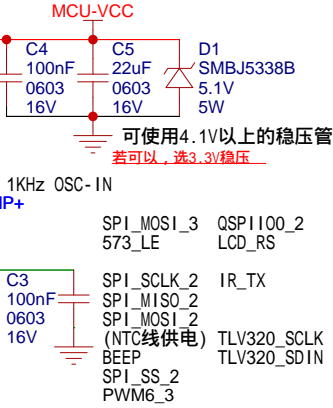 MCU-VCC
C4
100nF
0603
16V
C5
22uF
0603
16V
D1
SMBJ5338B
5.1V
5W
可使用4.1V以上的稳压管
若可以，选3.3V稳压
1KHz OSC-IN
MP+
SPI_MOSI_3 QSPIIO0_2
573_LE LCD_RS
C3
100nF
0603
16V
SPI_SCLK_2 IR_TX
SPI_MISO_2
SPI_MOSI_2
(NTC线供电) TLV320_SCLK
BEEP TLV320_SDIN
SPI_SS_2
PWM6_3